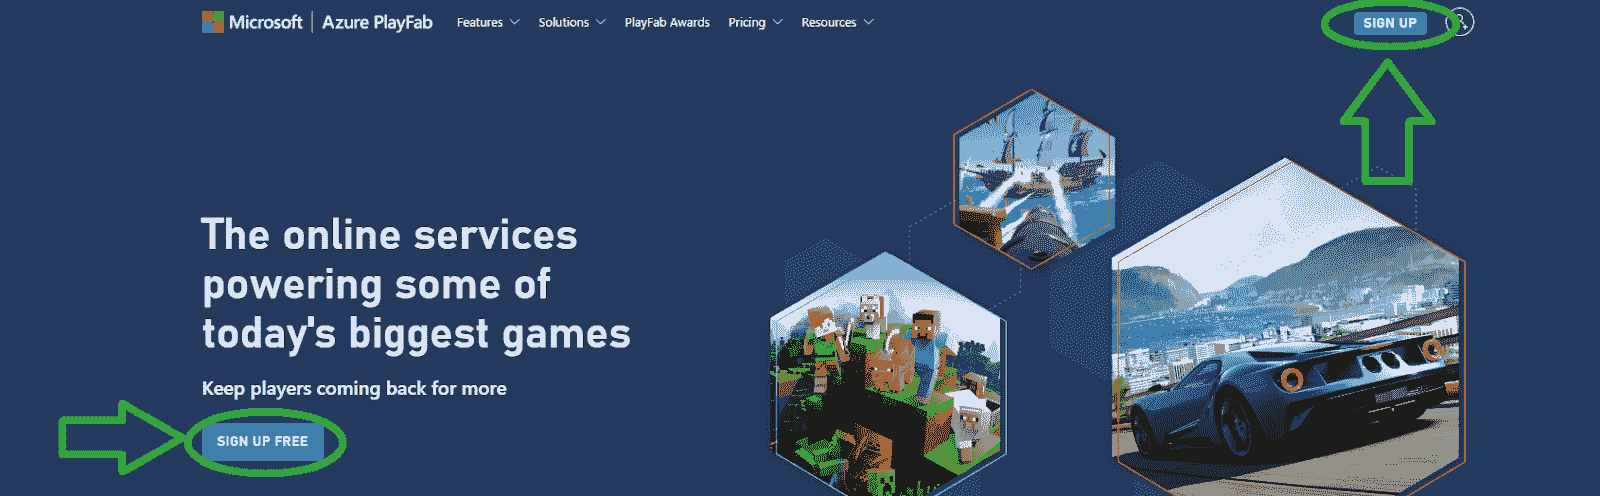 Microsoft | Azure PlayFab Features Solutions PlayFab Awards Pricing Resources SIGN UP
The online services
powering some of
today's biggest games
Keep players coming back for more
SIGN UP FREE